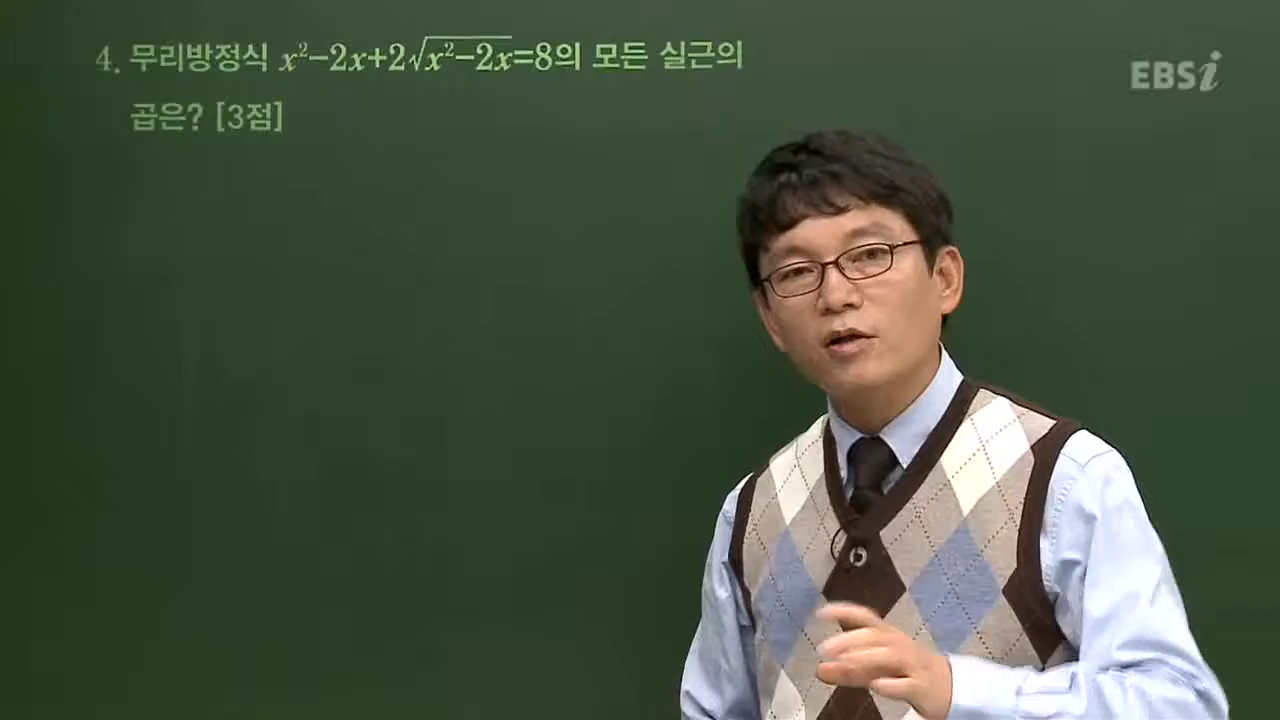 4. 무리방정식 x²-2x+2√(x²-2x)=8의 모든 실근의
곱은? [3점]
EBSi